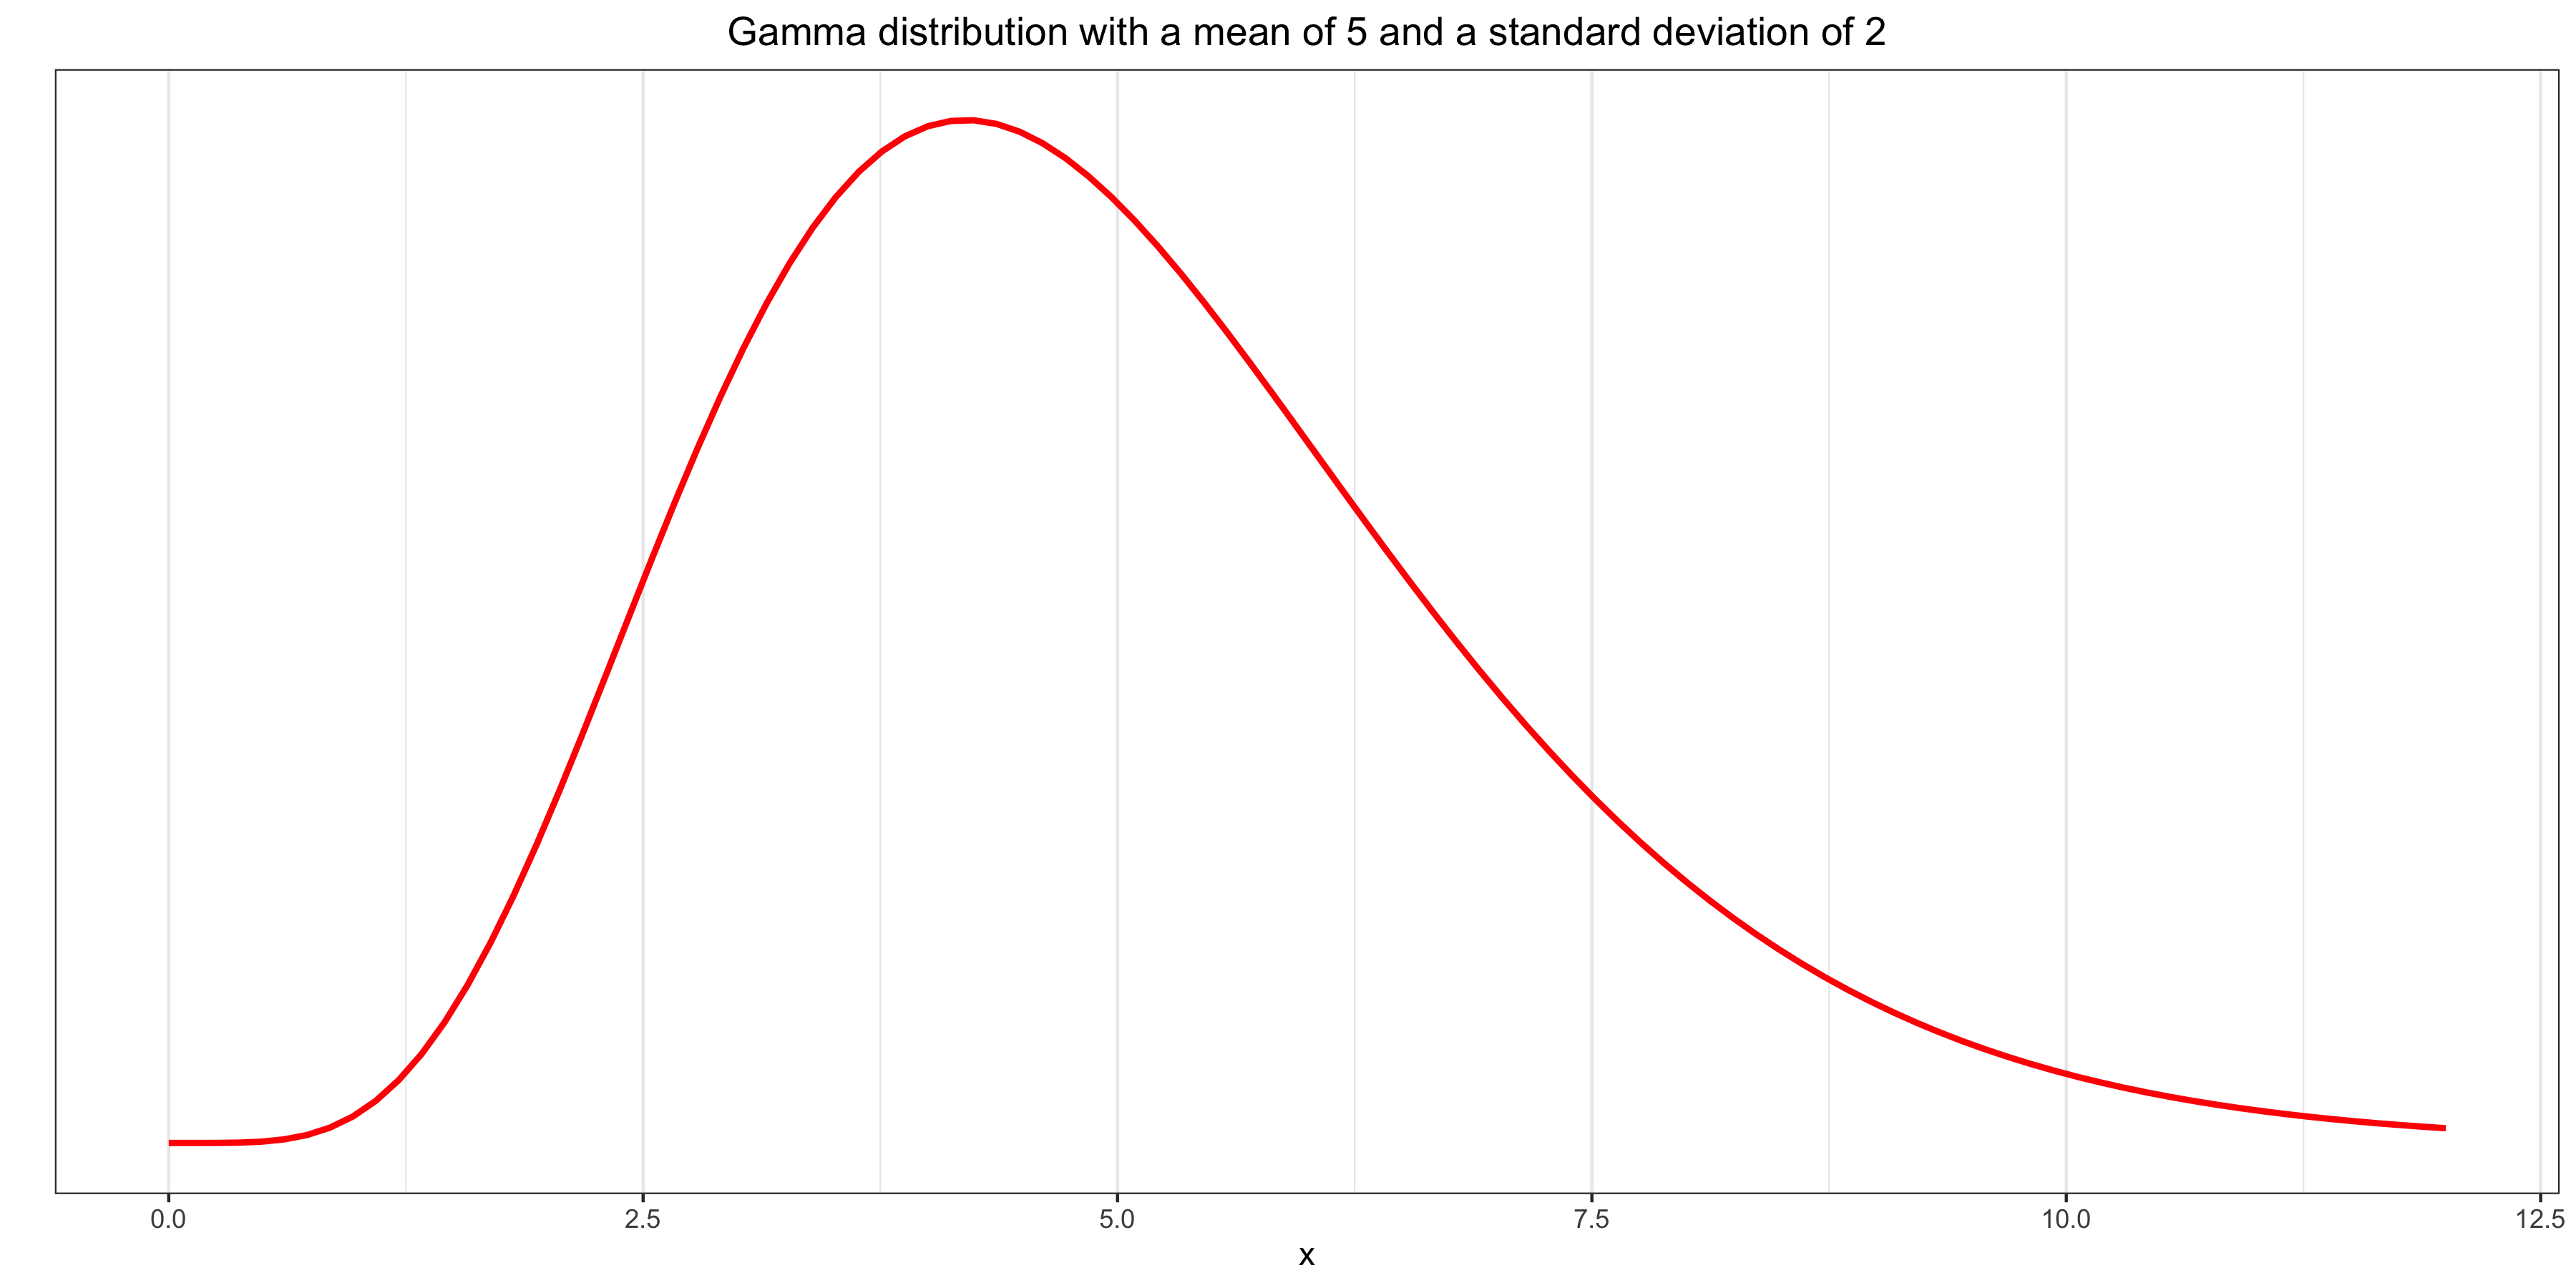 Gamma distribution with a mean of 5 and a standard deviation of 2
0.0 2.5 5.0 7.5 10.0 12.5
x